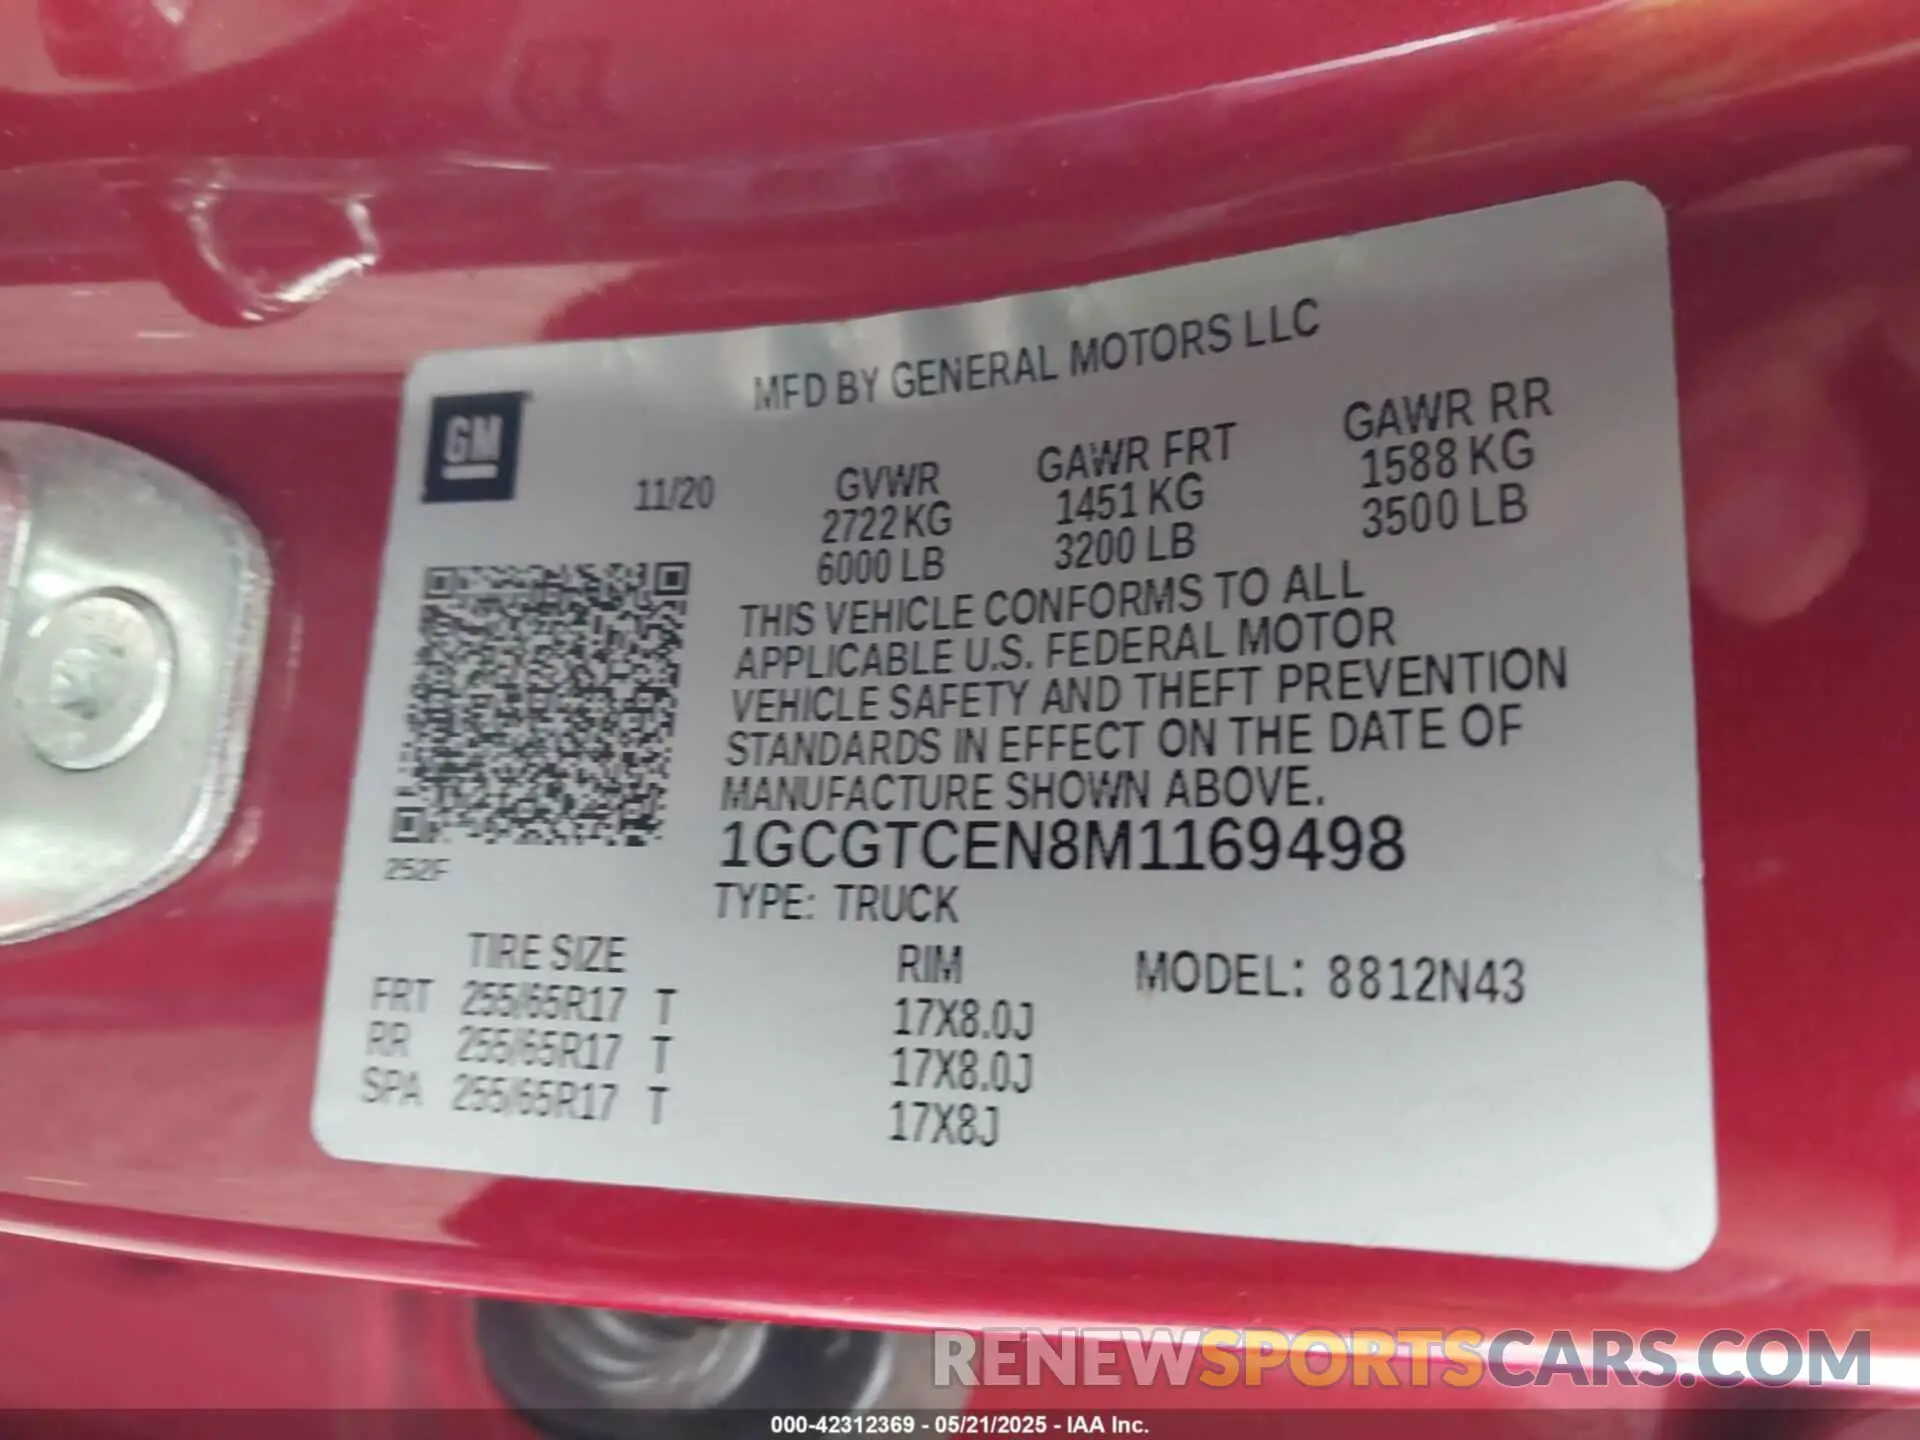 MFD BY GENERAL MOTORS LLC
GM
11/20
GVWR
2722 KG
6000 LB
GAWR FRT
1451 KG
3200 LB
GAWR RR
1588 KG
3500 LB
THIS VEHICLE CONFORMS TO ALL
APPLICABLE U.S. FEDERAL MOTOR
VEHICLE SAFETY AND THEFT PREVENTION
STANDARDS IN EFFECT ON THE DATE OF
MANUFACTURE SHOWN ABOVE.
252F
1GCGTCEN8M1169498
TYPE: TRUCK
TIRE SIZE RIM MODEL: 8812N43
FRT 255/65R17 T 17X8.0J
RR 255/65R17 T 17X8.0J
SPA 255/65R17 T 17X8J
RENEWSPORTSCARS.COM
000-42312369 - 05/21/2025 - IAA Inc.